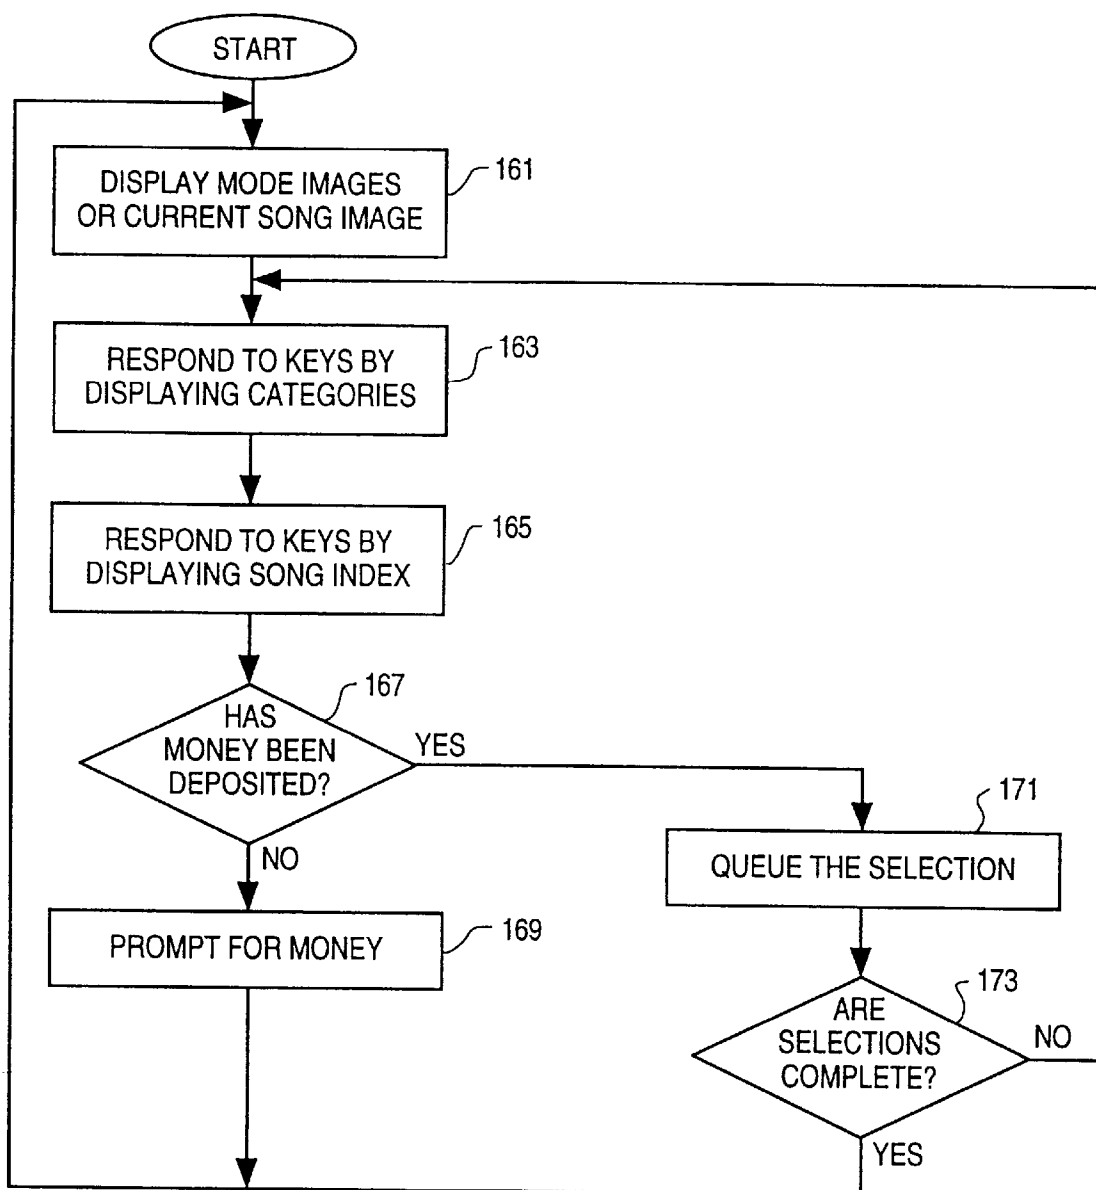 START
DISPLAY MODE IMAGES
OR CURRENT SONG IMAGE
161
RESPOND TO KEYS BY
DISPLAYING CATEGORIES
163
RESPOND TO KEYS BY
DISPLAYING SONG INDEX
165
HAS
MONEY BEEN
DEPOSITED?
167
YES
NO
QUEUE THE SELECTION
171
PROMPT FOR MONEY
169
ARE
SELECTIONS
COMPLETE?
173
NO
YES